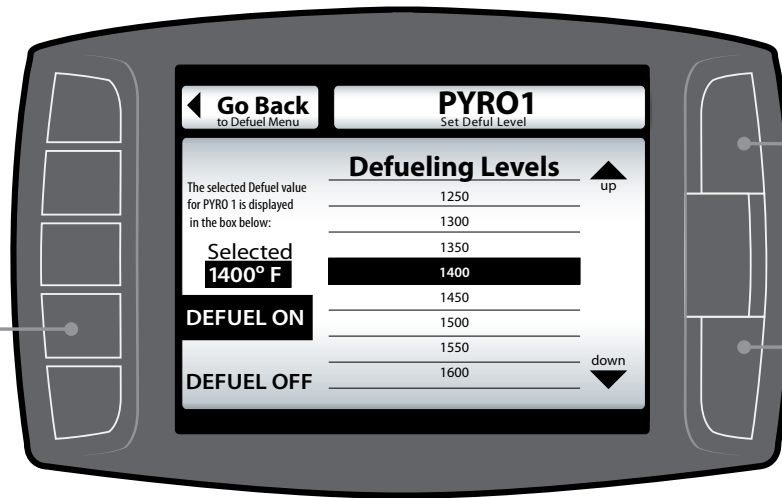 Go Back
to Defuel Menu
PYRO1
Set Deful Level
The selected Defuel value
for PYRO 1 is displayed
in the box below:
Selected
1400º F
DEFUEL ON
DEFUEL OFF
Defueling Levels
1250
1300
1350
1400
1450
1500
1550
1600
up
down